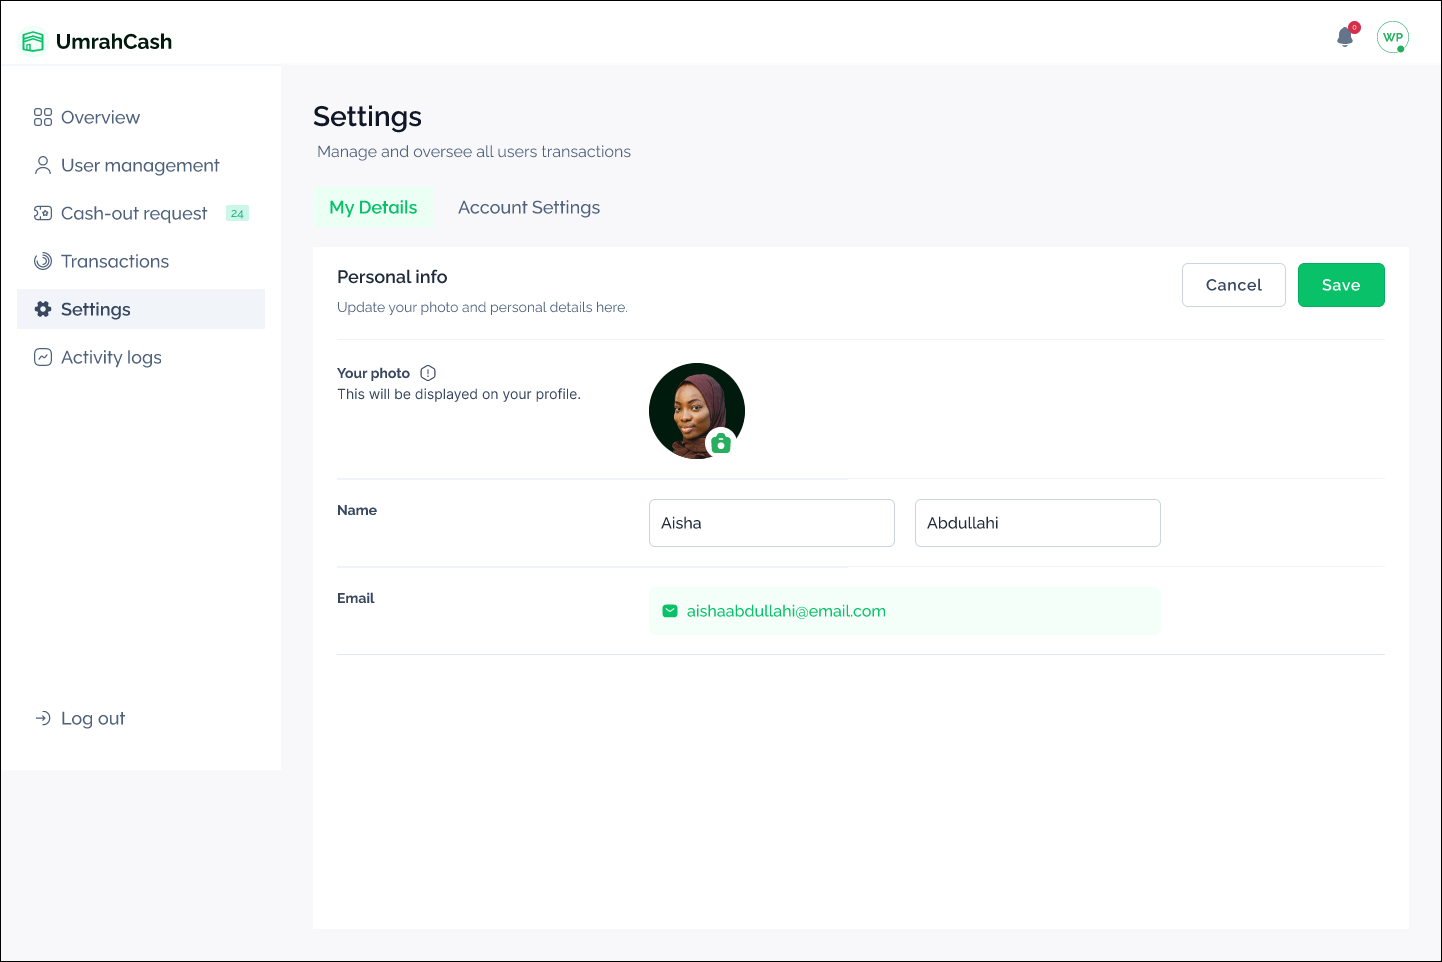 UmrahCash
0
WP
Overview
User management
Cash-out request 24
Transactions
Settings
Activity logs
Log out
Settings
Manage and oversee all users transactions
My Details
Account Settings
Personal info
Update your photo and personal details here.
Cancel
Save
Your photo
This will be displayed on your profile.
Name
Aisha
Abdullahi
Email
aishaabdullahi@email.com